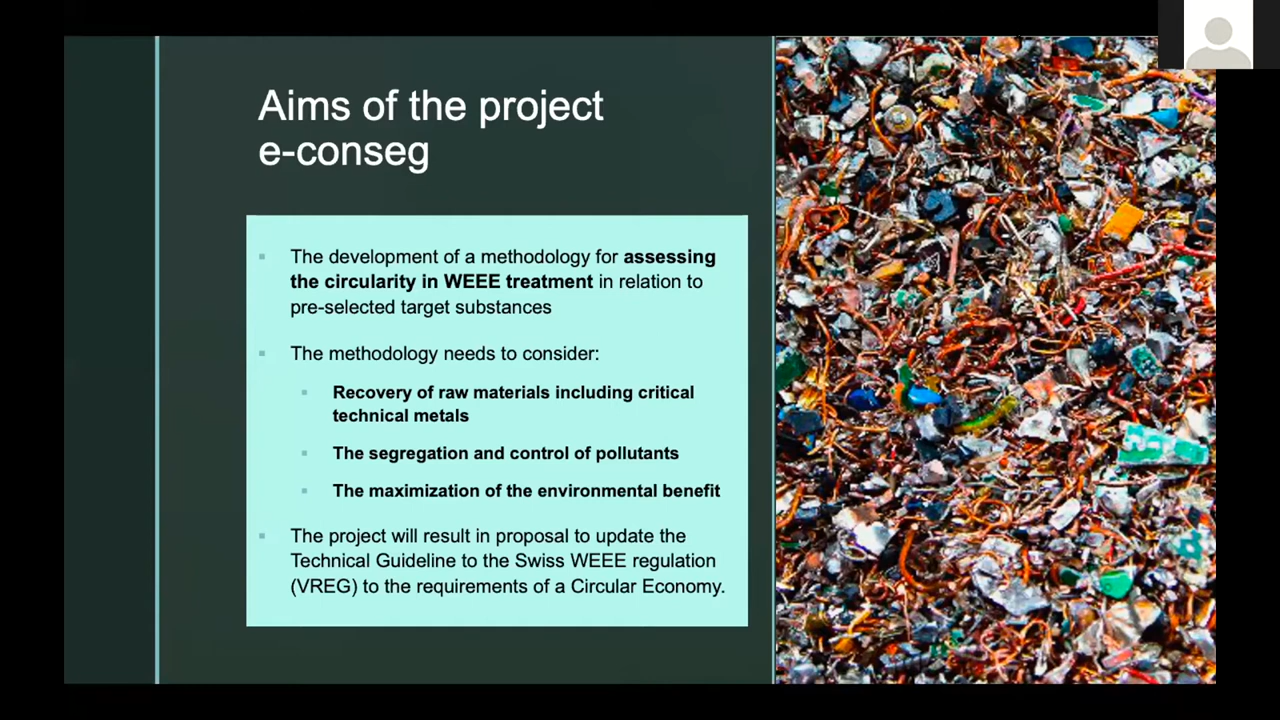 Aims of the project
e-conseg
The development of a methodology for assessing
the circularity in WEEE treatment in relation to
pre-selected target substances
The methodology needs to consider:
Recovery of raw materials including critical
technical metals
The segregation and control of pollutants
The maximization of the environmental benefit
The project will result in proposal to update the
Technical Guideline to the Swiss WEEE regulation
(VREG) to the requirements of a Circular Economy.